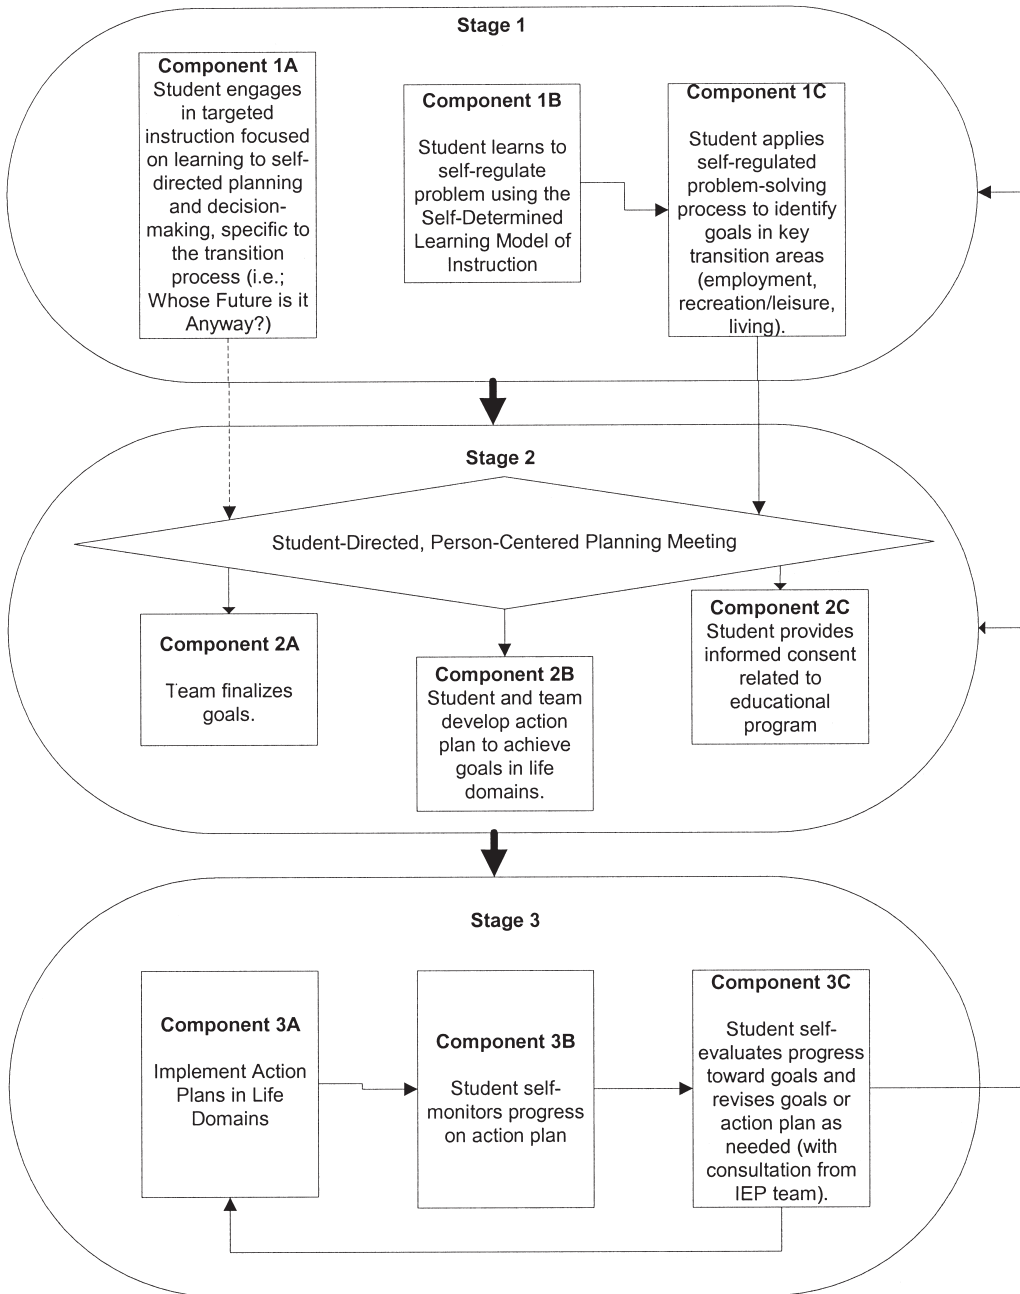 Stage 1
Component 1A
Student engages
in targeted
instruction focused
on learning to self-
directed planning
and decision-
making, specific to
the transition
process (i.e.;
Whose Future is it
Anyway?)
Component 1B
Student learns to
self-regulate
problem using the
Self-Determined
Learning Model of
Instruction
Component 1C
Student applies
self-regulated
problem-solving
process to identify
goals in key
transition areas
(employment,
recreation/leisure,
living).
Stage 2
Student-Directed, Person-Centered Planning Meeting
Component 2A
Team finalizes
goals.
Component 2B
Student and team
develop action
plan to achieve
goals in life
domains.
Component 2C
Student provides
informed consent
related to
educational
program
Stage 3
Component 3A
Implement Action
Plans in Life
Domains
Component 3B
Student self-
monitors progress
on action plan
Component 3C
Student self-
evaluates progress
toward goals and
revises goals or
action plan as
needed (with
consultation from
IEP team).